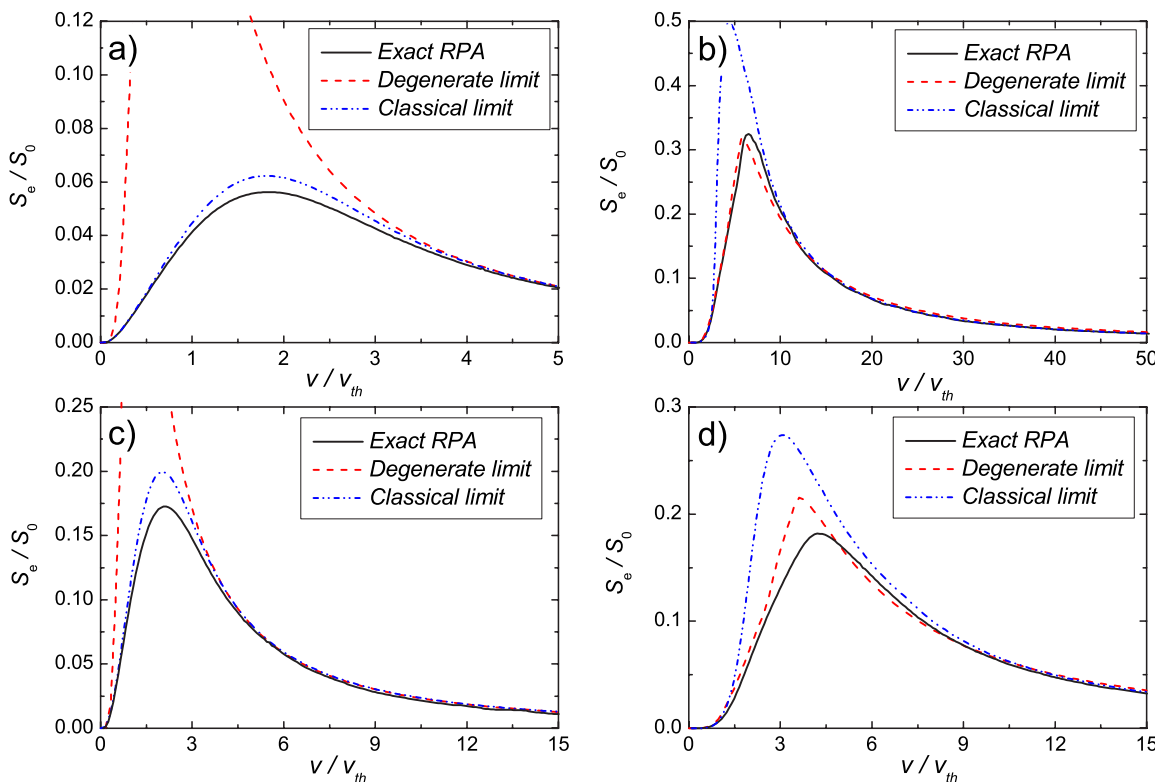 a)
0.12
0.10
0.08
0.06
0.04
0.02
0.00
S_e / S_0
Exact RPA
Degenerate limit
Classical limit
0 1 2 3 4 5
v / v_th
b)
0.5
0.4
0.3
0.2
0.1
0.0
S_e / S_0
Exact RPA
Degenerate limit
Classical limit
0 10 20 30 40 50
v / v_th
c)
0.25
0.20
0.15
0.10
0.05
0.00
S_e / S_0
Exact RPA
Degenerate limit
Classical limit
0 3 6 9 12 15
v / v_th
d)
0.3
0.2
0.1
0.0
S_e / S_0
Exact RPA
Degenerate limit
Classical limit
0 3 6 9 12 15
v / v_th